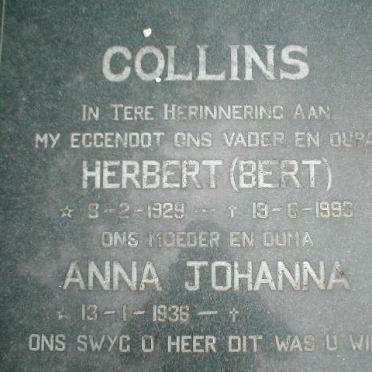 COLLINS
IN TERE HERINNERING AAN
MY EGGENOOT ONS VADER EN OUPA
HERBERT (BERT)
☆ 8-2-1929 — † 19-6-1993
ONS MOEDER EN OUMA
ANNA JOHANNA
☆ 13-1-1936 — †
ONS SWYG O HEER DIT WAS U